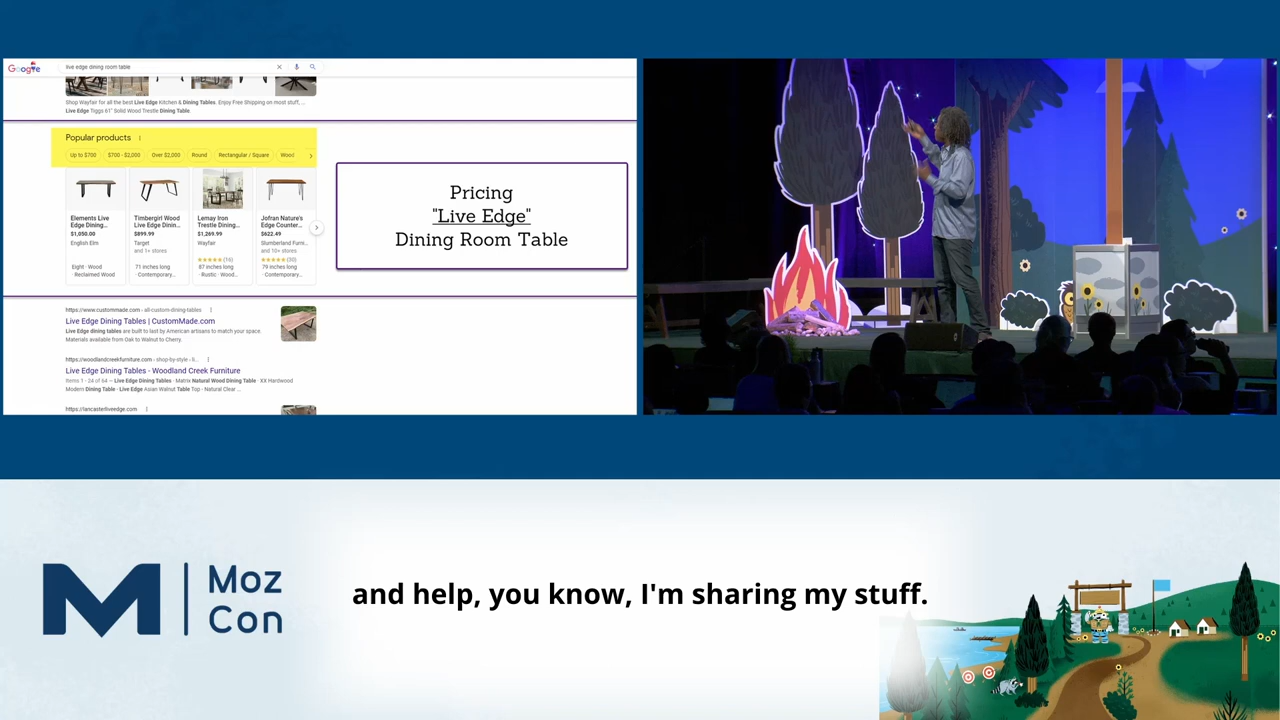 Google
live edge dining room table
Shop Wayfair for all the best Live Edge Kitchen & Dining Tables. Enjoy Free Shipping on most stuff, ...
Live Edge Tiggs 61" Solid Wood Trestle Dining Table.
Popular products
Up to $700
$700 - $2,000
Over $2,000
Round
Rectangular / Square
Wood
Elements Live
Edge Dining...
$1,050.00
English Elm
Eight · Wood
· Reclaimed Wood
Timbergirl Wood
Live Edge Dinin...
$899.99
Target
and 1+ stores
71 inches long
· Contemporary...
Lemay Iron
Trestle Dining...
$1,269.99
Wayfair
(16)
87 inches long
· Rustic · Wood...
Jofran Nature's
Edge Counter...
$622.49
Slumberland Furni...
and 10+ stores
(30)
79 inches long
· Contemporary...
Pricing
"Live Edge"
Dining Room Table
https://www.custommade.com › all-custom-dining-tables
Live Edge Dining Tables | CustomMade.com
Live edge dining tables are built to last by American artisans to match your space.
Materials available from Oak to Walnut to Cherry.
https://woodlandcreekfurniture.com › shop-by-style › li...
Live Edge Dining Tables - Woodland Creek Furniture
Items 1 - 24 of 64 — Live Edge Dining Tables · Matrix Natural Wood Dining Table · XX Hardwood
Modern Dining Table · Live Edge Asian Walnut Table Top · Natural Clear ...
https://lancasterliveedge.com
Moz
Con
and help, you know, I'm sharing my stuff.